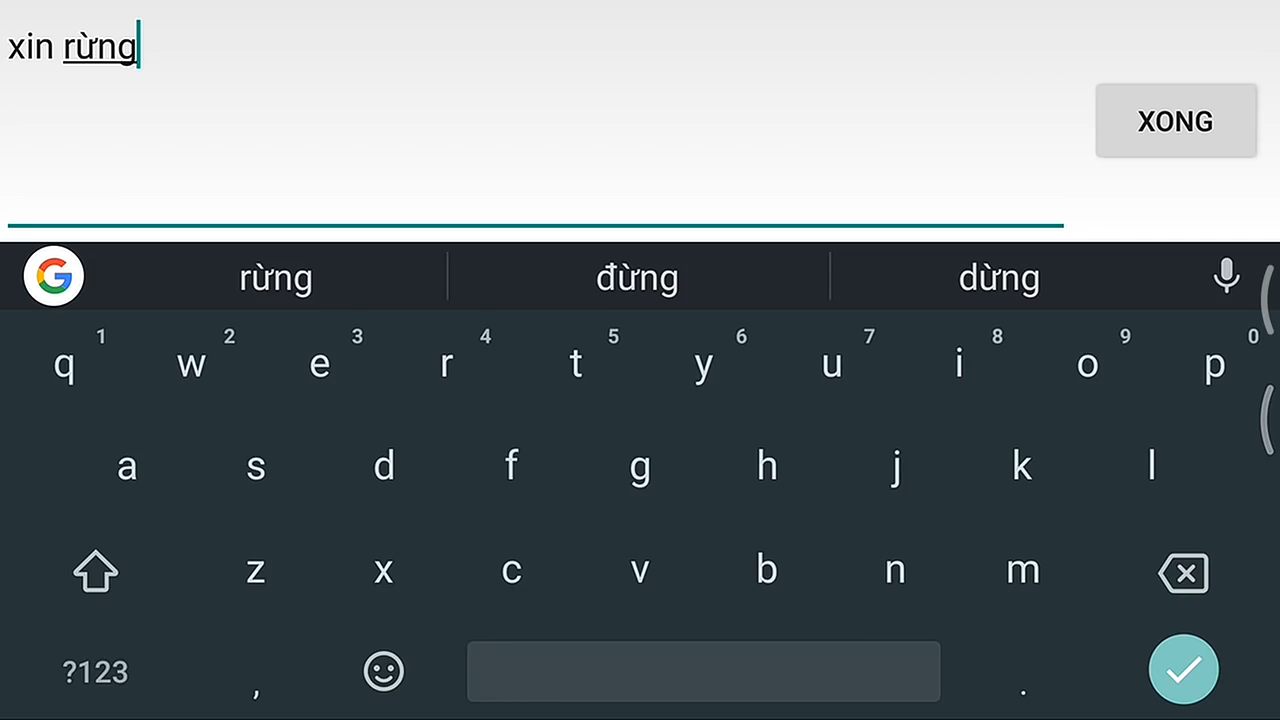 xin rừng
XONG
rừng đừng dừng
1 2 3 4 5 6 7 8 9 0
q w e r t y u i o p
a s d f g h j k l
z x c v b n m
?123 , .